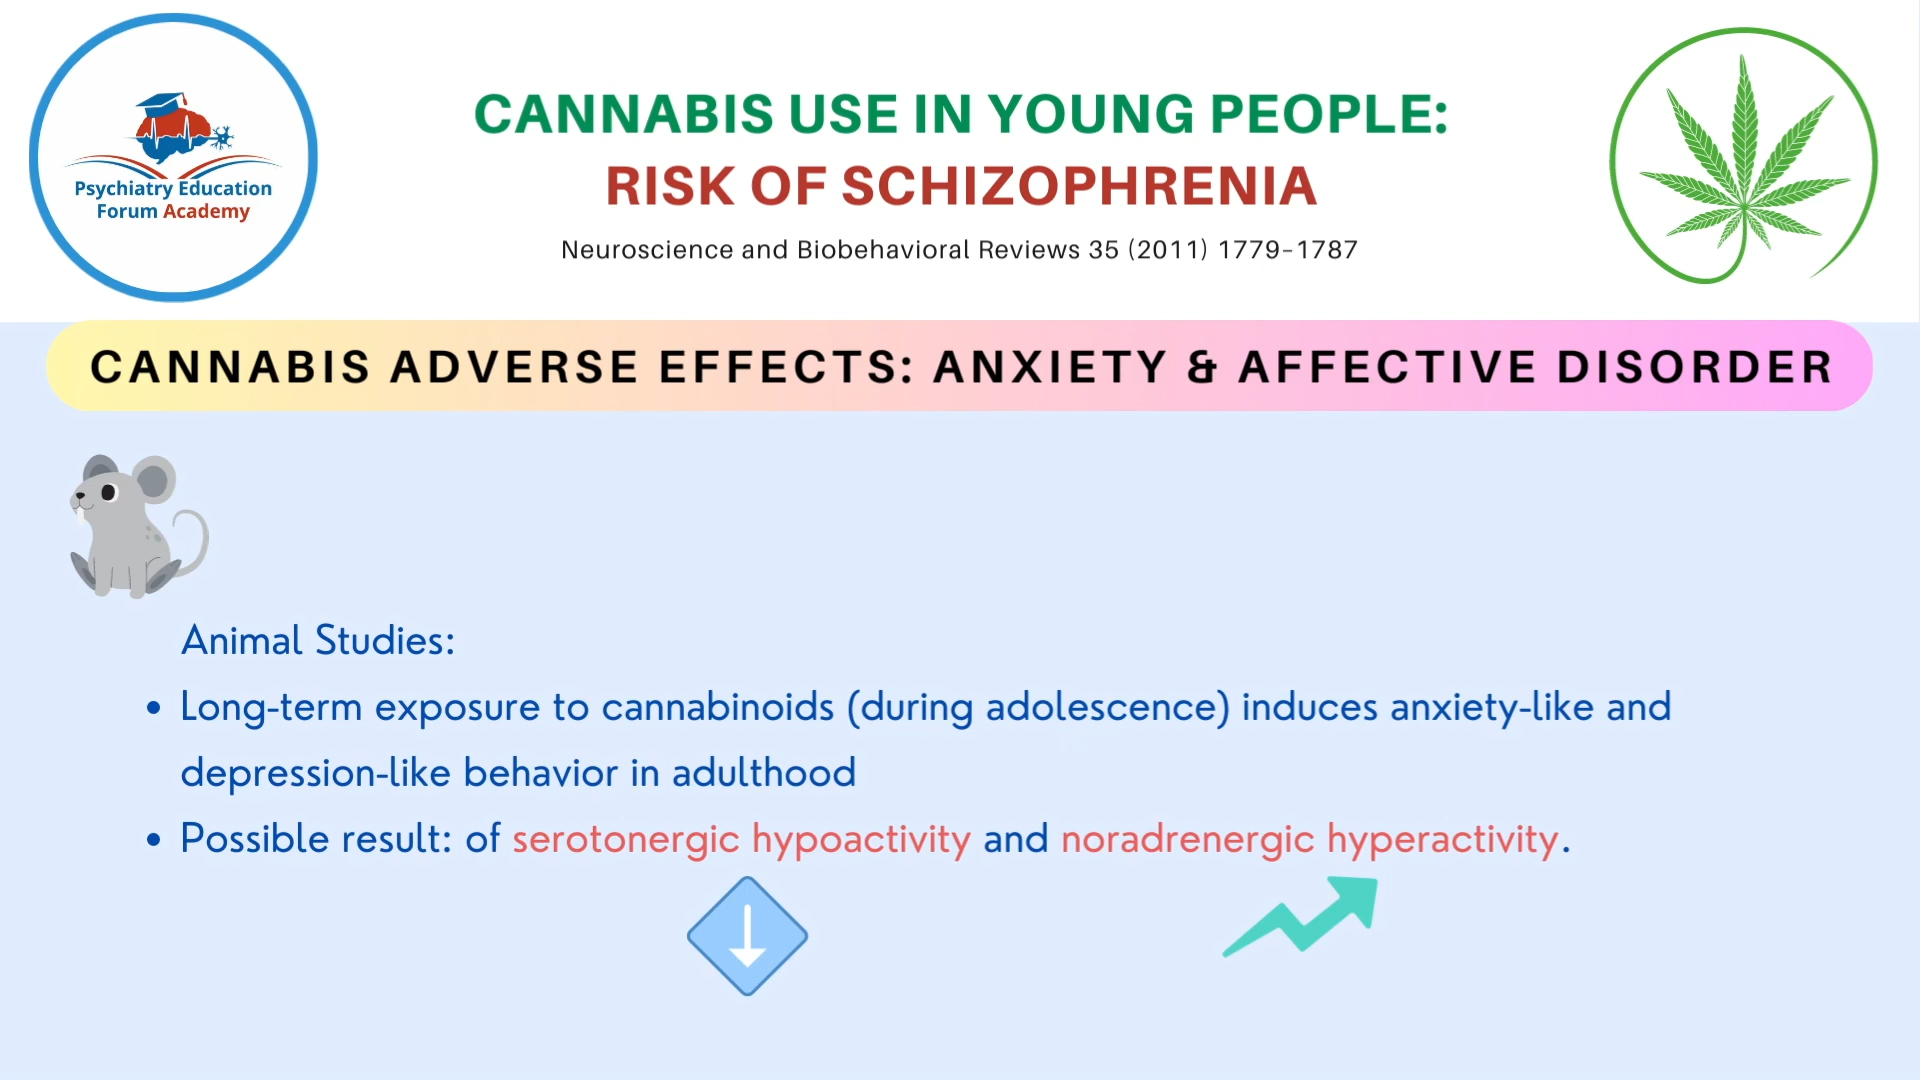 Psychiatry Education
Forum Academy
CANNABIS USE IN YOUNG PEOPLE:
RISK OF SCHIZOPHRENIA
Neuroscience and Biobehavioral Reviews 35 (2011) 1779–1787
CANNABIS ADVERSE EFFECTS: ANXIETY & AFFECTIVE DISORDER
Animal Studies:
• Long-term exposure to cannabinoids (during adolescence) induces anxiety-like and
depression-like behavior in adulthood
• Possible result: of serotonergic hypoactivity and noradrenergic hyperactivity.